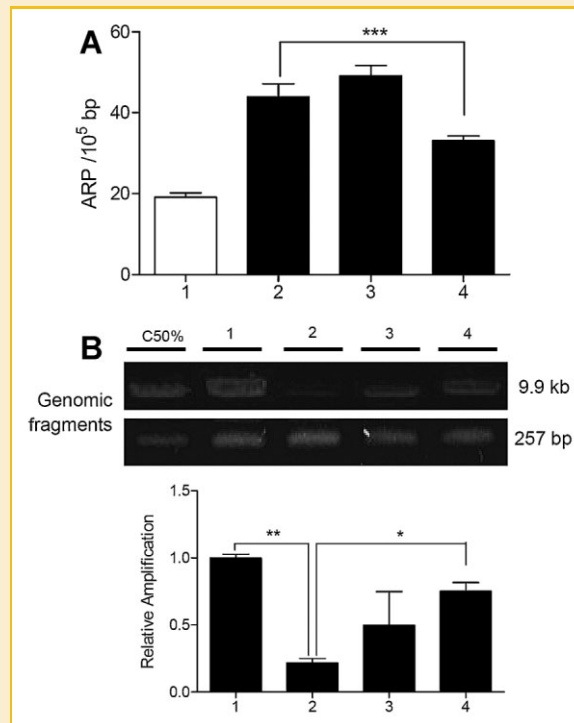 A
60
***
40
20
0
ARP /10⁵ bp
1 2 3 4
B
C50% 1 2 3 4
Genomic
fragments
9.9 kb
257 bp
1.5
** *
1.0
0.5
0.0
Relative Amplification
1 2 3 4